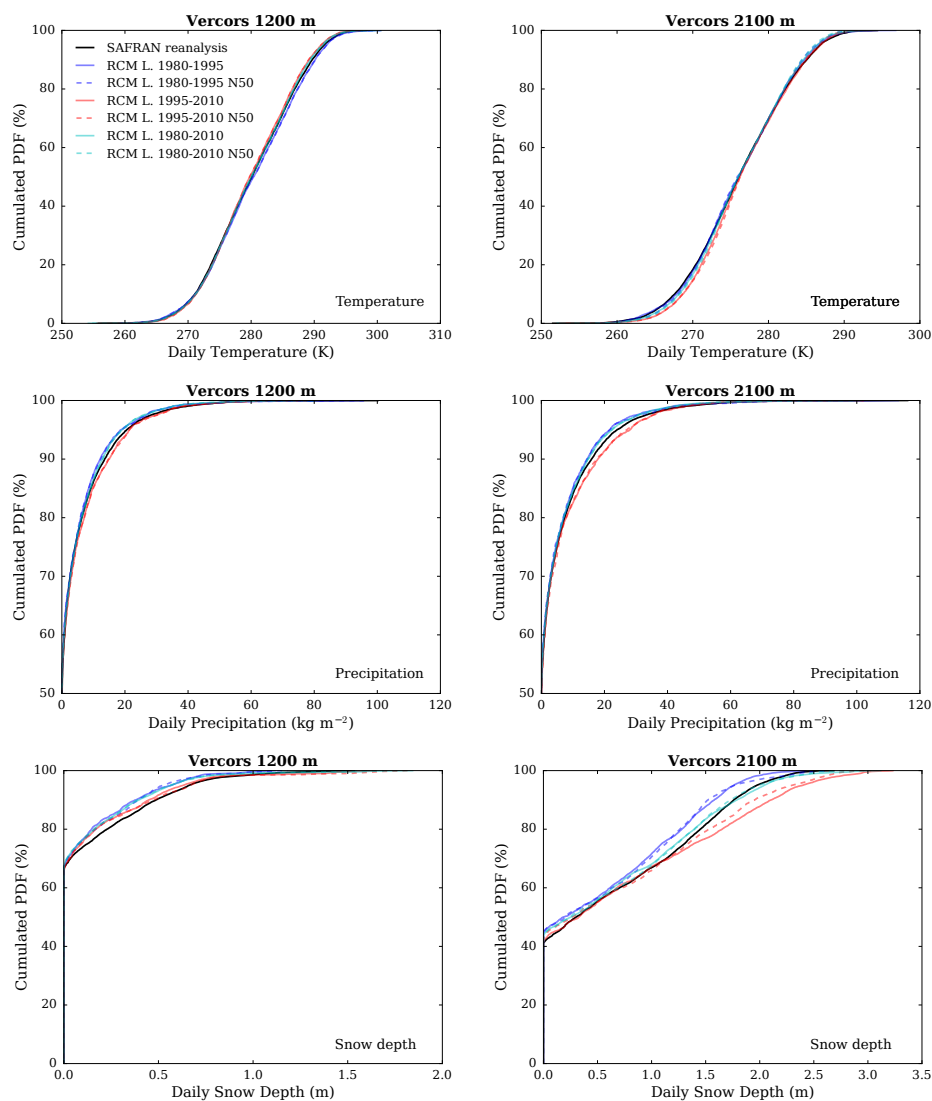 Vercors 1200 m
Cumulated PDF (%)
100
80
60
40
20
0
SAFRAN reanalysis
RCM L. 1980-1995
RCM L. 1980-1995 N50
RCM L. 1995-2010
RCM L. 1995-2010 N50
RCM L. 1980-2010
RCM L. 1980-2010 N50
Temperature
250 260 270 280 290 300 310
Daily Temperature (K)
Vercors 2100 m
Cumulated PDF (%)
100
80
60
40
20
0
Temperature
250 260 270 280 290 300
Daily Temperature (K)
Vercors 1200 m
Cumulated PDF (%)
100
90
80
70
60
50
Precipitation
0 20 40 60 80 100 120
Daily Precipitation (kg m⁻²)
Vercors 2100 m
Cumulated PDF (%)
100
90
80
70
60
50
Precipitation
0 20 40 60 80 100 120
Daily Precipitation (kg m⁻²)
Vercors 1200 m
Cumulated PDF (%)
100
80
60
40
20
0
Snow depth
0.0 0.5 1.0 1.5 2.0
Daily Snow Depth (m)
Vercors 2100 m
Cumulated PDF (%)
100
80
60
40
20
0
Snow depth
0.0 0.5 1.0 1.5 2.0 2.5 3.0 3.5
Daily Snow Depth (m)